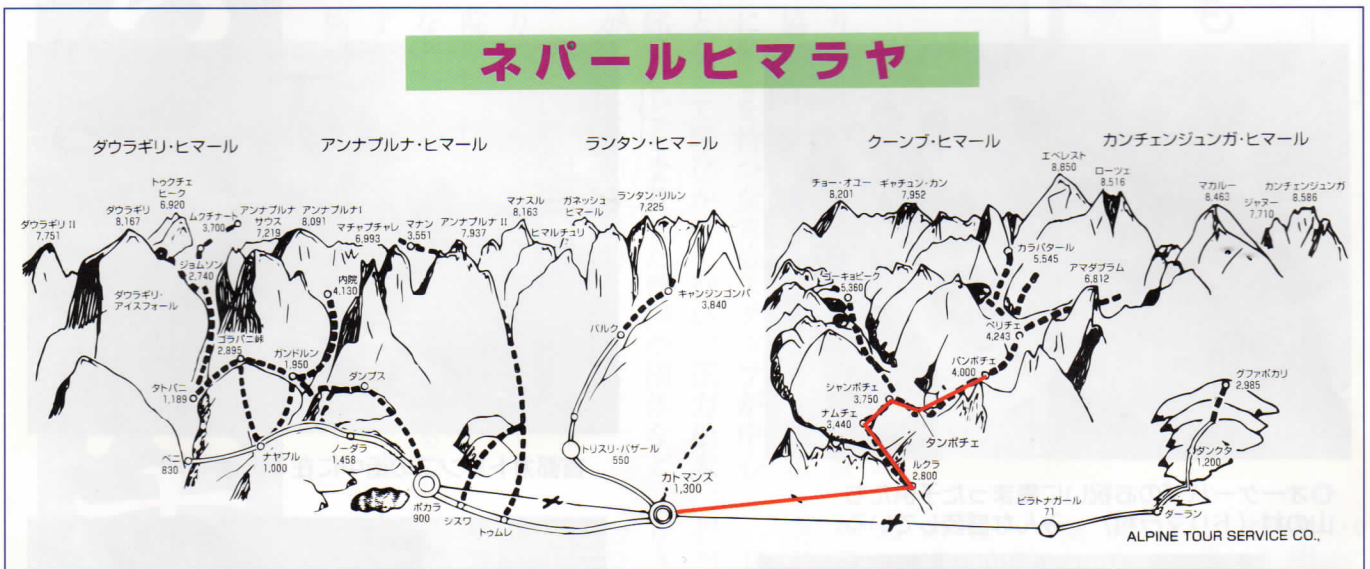 ネパールヒマラヤ
ダウラギリ・ヒマール
アンナプルナ・ヒマール
ランタン・ヒマール
クーンブ・ヒマール
カンチェンジュンガ・ヒマール
ダウラギリ II
7,751
ダウラギリ
8,167
トゥクチェ
ピーク
6,920
ムクチナート
3,700
アンナプルナ
サウス
7,219
アンナプルナI
8,091
マチャプチャレ
6,993
マナン
3,551
アンナプルナ II
7,937
マナスル
8,163
ヒマルチュリ
ガネッシュ
ヒマール
ランタン・リルン
7,225
チョー・オユー
8,201
ギャチュン・カン
7,952
エベレスト
8,850
ローツェ
8,516
マカルー
8,463
ジャヌー
7,710
カンチェンジュンガ
8,586
ジョムソン
2,740
ダウラギリ・
アイスフォール
内院
4,130
キャンジンゴンパ
3,840
カラパタール
5,545
ゴーキョピーク
5,360
アマダブラム
6,812
ゴラパニ峠
2,895
ガンドルン
1,950
バルク
ペリチェ
4,243
タトパニ
1,189
ダンプス
パンボチェ
4,000
シャンボチェ
3,750
ナムチェ
3,440
タンボチェ
グファポカリ
2,985
ベニ
830
ナヤプル
1,000
ノーダラ
1,458
トリスリ・バザール
550
ルクラ
2,800
ダンクタ
1,200
ポカラ
900
シスワ
トゥムレ
カトマンズ
1,300
ビラトナガール
71
ダーラン
ALPINE TOUR SERVICE CO.,